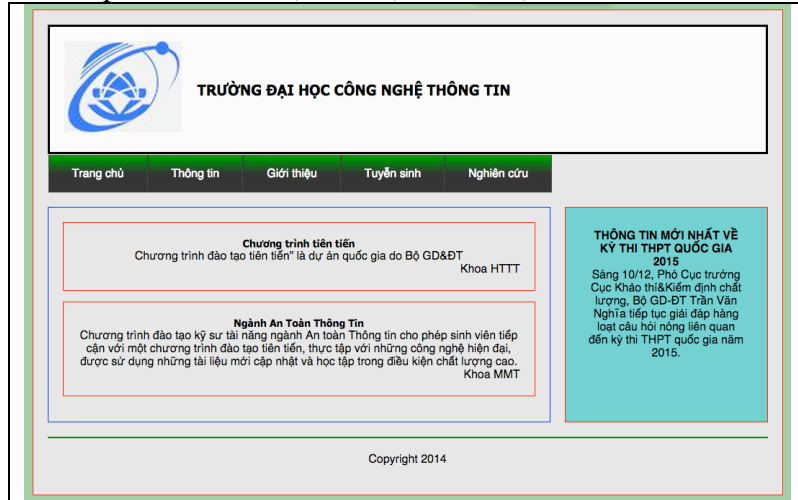 TRƯỜNG ĐẠI HỌC CÔNG NGHỆ THÔNG TIN
Trang chủ Thông tin Giới thiệu Tuyển sinh Nghiên cứu
Chương trình tiên tiến
Chương trình đào tạo tiên tiến" là dự án quốc gia do Bộ GD&ĐT
Khoa HTTT
Ngành An Toàn Thông Tin
Chương trình đào tạo kỹ sư tài năng ngành An toàn Thông tin cho phép sinh viên tiếp
cận với một chương trình đào tạo tiên tiến, thực tập với những công nghệ hiện đại,
được sử dụng những tài liệu mới cập nhật và học tập trong điều kiện chất lượng cao.
Khoa MMT
THÔNG TIN MỚI NHẤT VỀ
KỲ THI THPT QUỐC GIA
2015
Sáng 10/12, Phó Cục trưởng
Cục Khảo thí&Kiểm định chất
lượng, Bộ GD-ĐT Trần Văn
Nghĩa tiếp tục giải đáp hàng
loạt câu hỏi nóng liên quan
đến kỳ thi THPT quốc gia năm
2015.
Copyright 2014